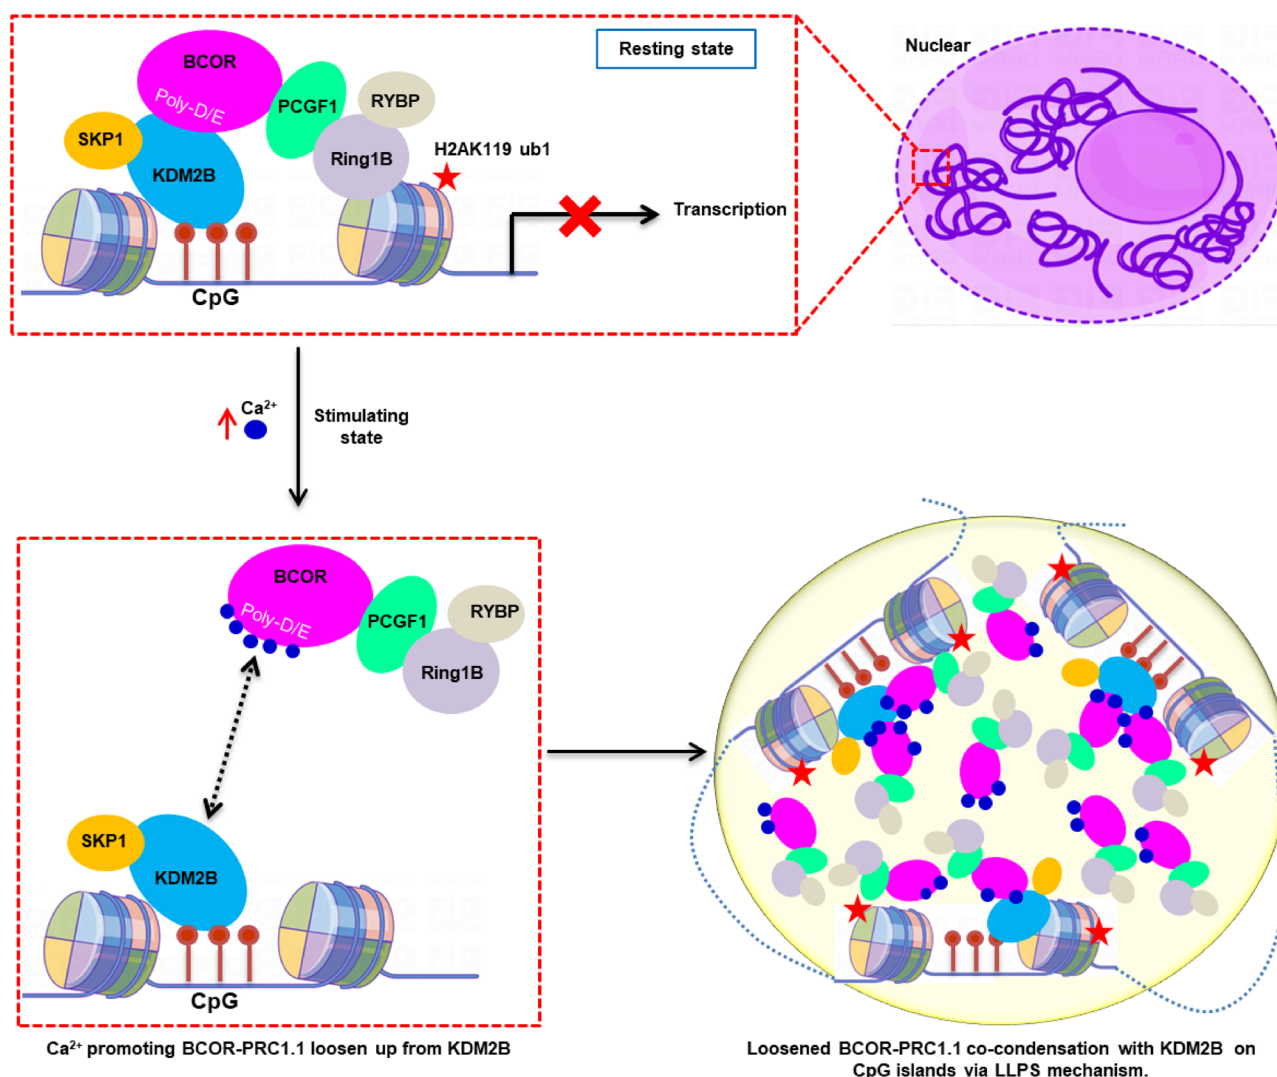 Resting state
Nuclear
BCOR
Poly-D/E
PCGF1
RYBP
SKP1
Ring1B
H2AK119 ub1
KDM2B
Transcription
CpG
Ca²⁺
Stimulating
state
BCOR
Poly-D/E
PCGF1
RYBP
Ring1B
SKP1
KDM2B
CpG
Ca²⁺ promoting BCOR-PRC1.1 loosen up from KDM2B
Loosened BCOR-PRC1.1 co-condensation with KDM2B on
CpG islands via LLPS mechanism.